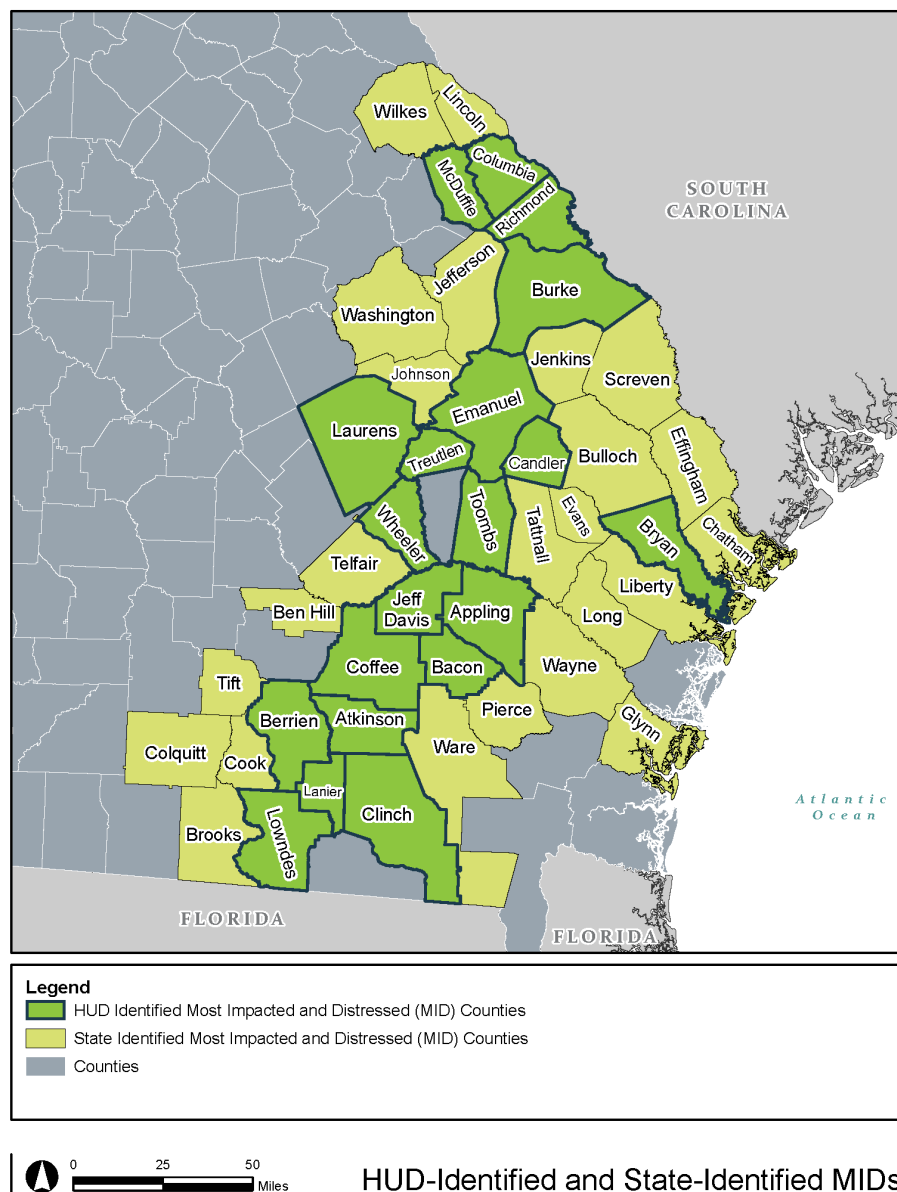 Wilkes
Lincoln
Columbia
McDuffie
Richmond
SOUTH
CAROLINA
Jefferson
Burke
Washington
Jenkins
Johnson
Screven
Emanuel
Laurens
Treutlen
Candler
Bulloch
Effingham
Wheeler
Toombs
Tattnall
Evans
Bryan
Chatham
Telfair
Liberty
Ben Hill
Jeff
Davis
Appling
Long
Coffee
Bacon
Wayne
Tift
Berrien
Atkinson
Pierce
Glynn
Colquitt
Cook
Ware
Lanier
Clinch
Brooks
Lowndes
Atlantic
Ocean
FLORIDA
FLORIDA
Legend
HUD Identified Most Impacted and Distressed (MID) Counties
State Identified Most Impacted and Distressed (MID) Counties
Counties
0 25 50
Miles
HUD-Identified and State-Identified MIDs